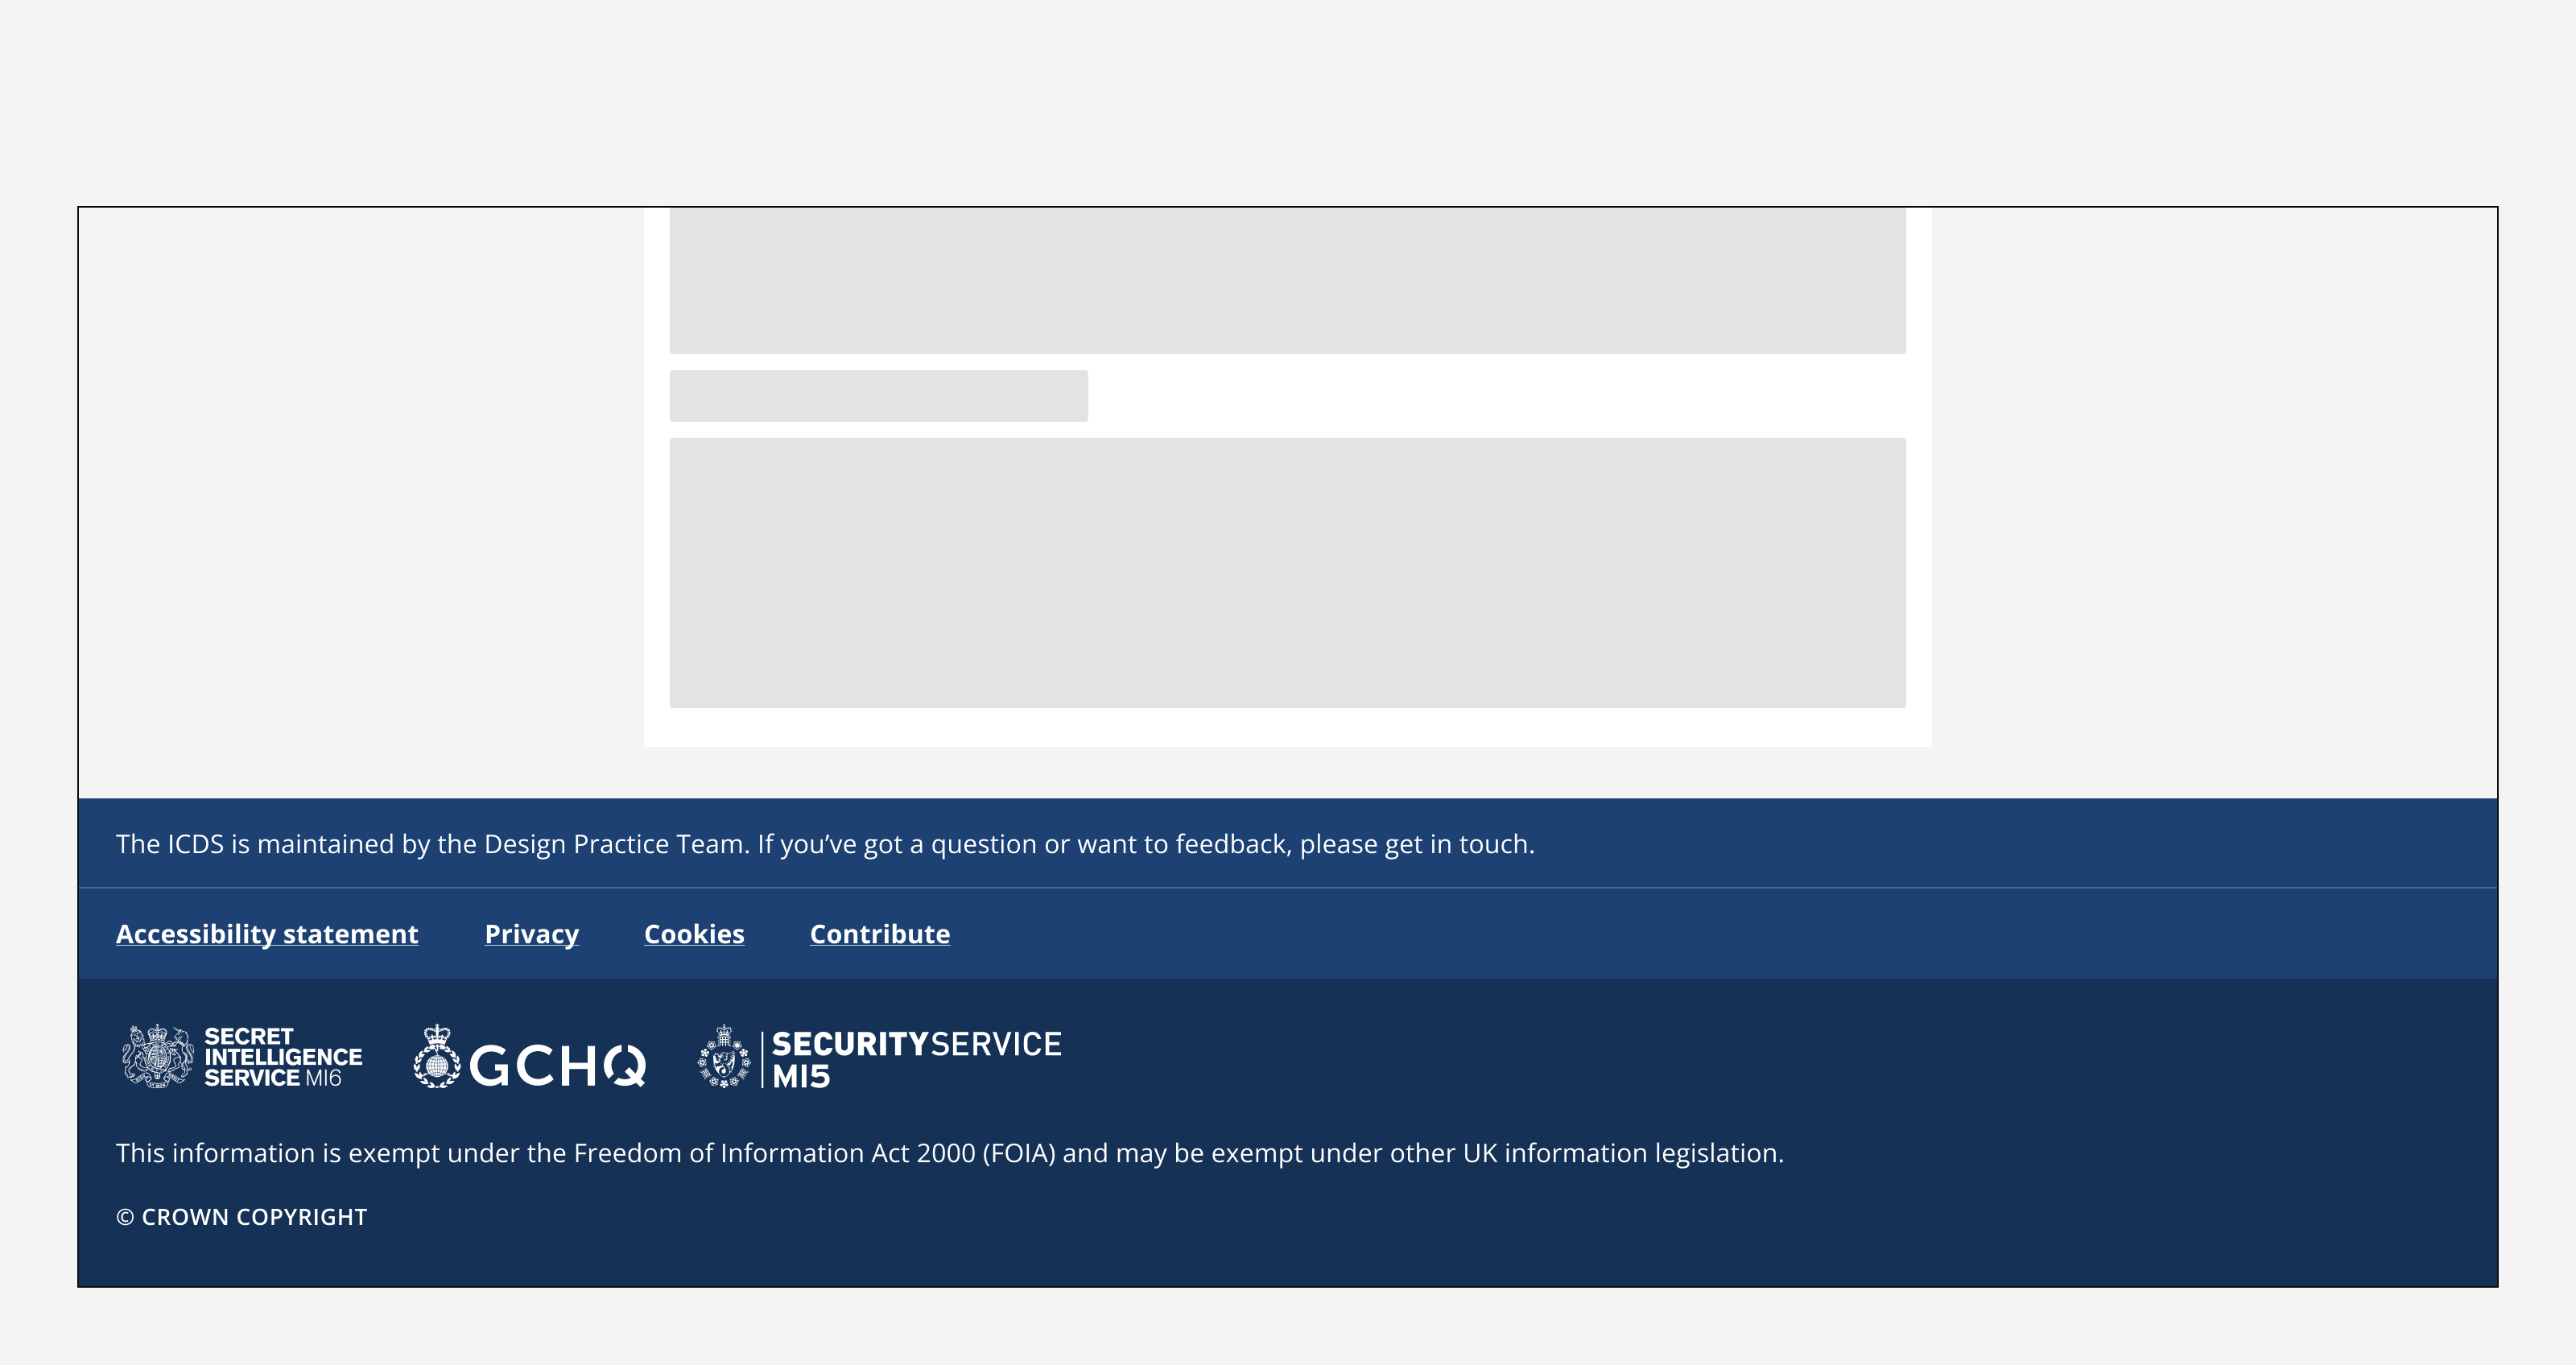 The ICDS is maintained by the Design Practice Team. If you’ve got a question or want to feedback, please get in touch.
Accessibility statement Privacy Cookies Contribute
SECRET
INTELLIGENCE
SERVICE MI6
GCHQ
SECURITYSERVICE
MI5
This information is exempt under the Freedom of Information Act 2000 (FOIA) and may be exempt under other UK information legislation.
© CROWN COPYRIGHT